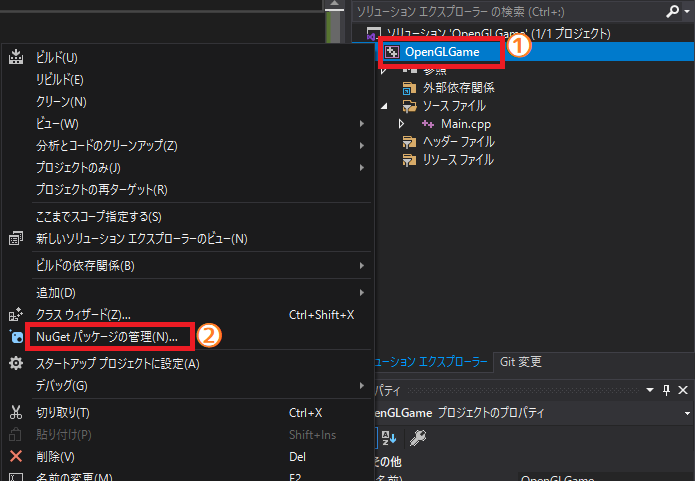 ソリューション エクスプローラー の検索 (Ctrl+:)
ソリューション 'OpenGLGame' (1/1 プロジェクト)
①
OpenGLGame
参照
外部依存関係
ソース ファイル
Main.cpp
ヘッダー ファイル
リソース ファイル
ビルド(U)
リビルド(E)
クリーン(N)
ビュー(W)
分析とコードのクリーンアップ(Z)
プロジェクトのみ(J)
プロジェクトの再ターゲット(R)
ここまでスコープ指定する(S)
新しいソリューション エクスプローラーのビュー(N)
ビルドの依存関係(B)
追加(D)
クラス ウィザード(Z)... Ctrl+Shift+X
NuGet パッケージの管理(N)...
②
スタートアップ プロジェクトに設定(A)
デバッグ(G)
切り取り(T) Ctrl+X
貼り付け(P) Shift+Ins
削除(V) Del
名前の変更(M) F2
ューション エクスプローラー Git 変更
パティ
enGLGame プロジェクトのプロパティ
その他
名前) OpenGLGame